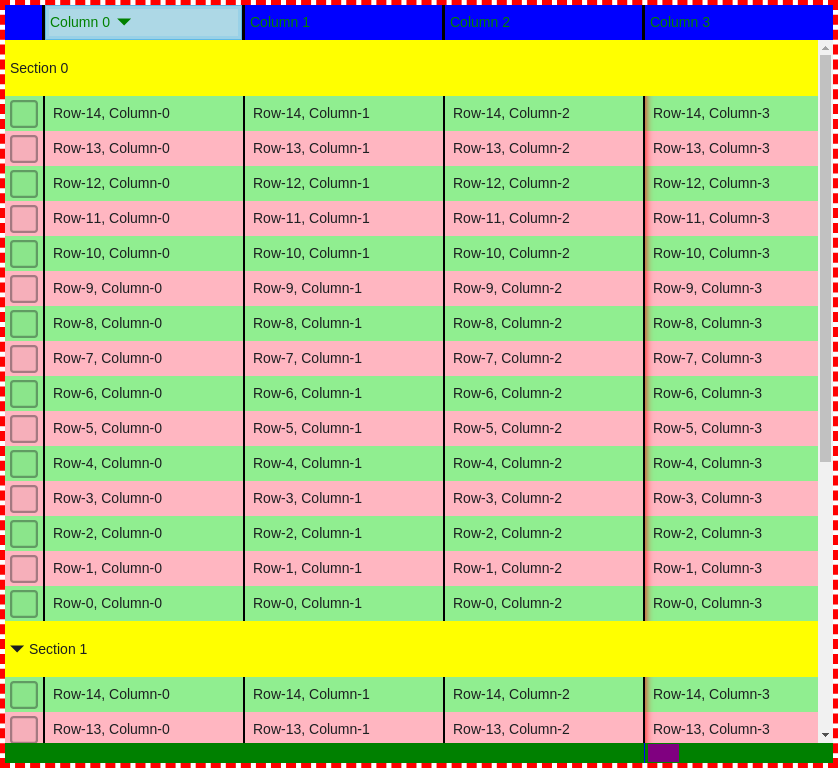 Column 0 Column 1 Column 2 Column 3
Section 0
Row-14, Column-0 Row-14, Column-1 Row-14, Column-2 Row-14, Column-3
Row-13, Column-0 Row-13, Column-1 Row-13, Column-2 Row-13, Column-3
Row-12, Column-0 Row-12, Column-1 Row-12, Column-2 Row-12, Column-3
Row-11, Column-0 Row-11, Column-1 Row-11, Column-2 Row-11, Column-3
Row-10, Column-0 Row-10, Column-1 Row-10, Column-2 Row-10, Column-3
Row-9, Column-0 Row-9, Column-1 Row-9, Column-2 Row-9, Column-3
Row-8, Column-0 Row-8, Column-1 Row-8, Column-2 Row-8, Column-3
Row-7, Column-0 Row-7, Column-1 Row-7, Column-2 Row-7, Column-3
Row-6, Column-0 Row-6, Column-1 Row-6, Column-2 Row-6, Column-3
Row-5, Column-0 Row-5, Column-1 Row-5, Column-2 Row-5, Column-3
Row-4, Column-0 Row-4, Column-1 Row-4, Column-2 Row-4, Column-3
Row-3, Column-0 Row-3, Column-1 Row-3, Column-2 Row-3, Column-3
Row-2, Column-0 Row-2, Column-1 Row-2, Column-2 Row-2, Column-3
Row-1, Column-0 Row-1, Column-1 Row-1, Column-2 Row-1, Column-3
Row-0, Column-0 Row-0, Column-1 Row-0, Column-2 Row-0, Column-3
Section 1
Row-14, Column-0 Row-14, Column-1 Row-14, Column-2 Row-14, Column-3
Row-13, Column-0 Row-13, Column-1 Row-13, Column-2 Row-13, Column-3